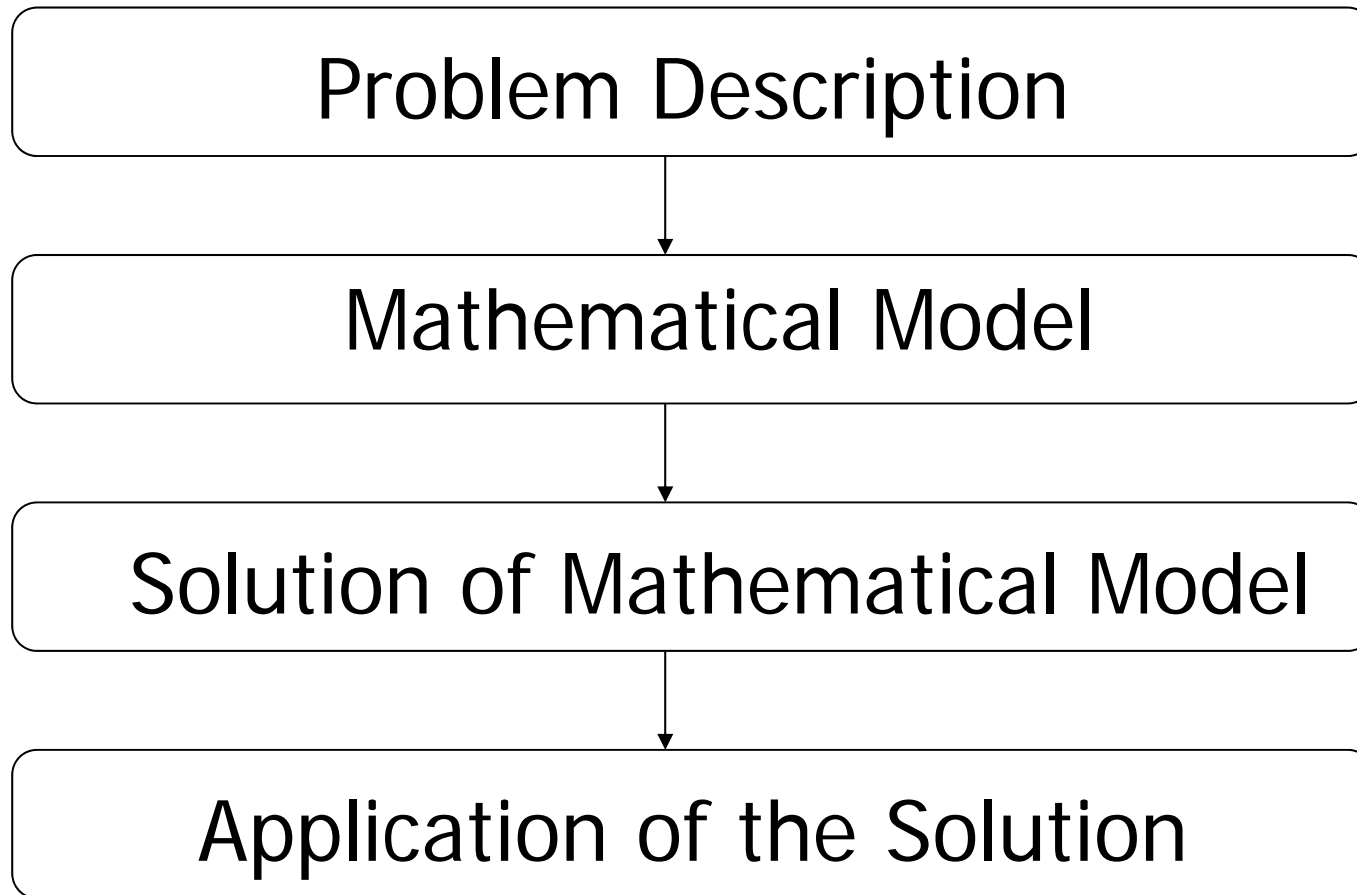 Problem Description
Mathematical Model
Solution of Mathematical Model
Application of the Solution